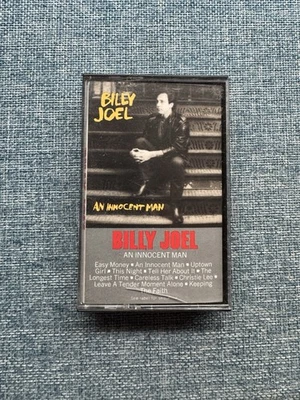 BILLY
JOEL
AN INNOCENT MAN
BILLY JOEL
AN INNOCENT MAN
Easy Money • An Innocent Man • Uptown
Girl • This Night • Tell Her About It • The
Longest Time • Careless Talk • Christie Lee •
Leave A Tender Moment Alone • Keeping
The Faith